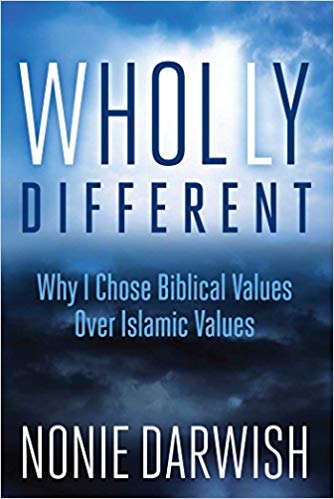 WHOLLY
DIFFERENT
Why I Chose Biblical Values
Over Islamic Values
NONIE DARWISH